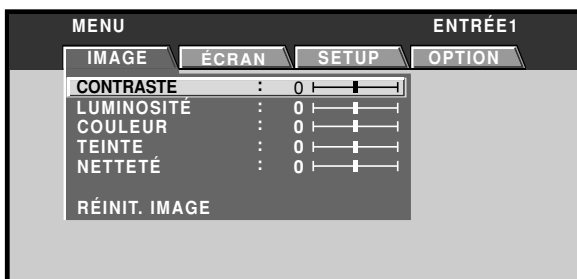 MENU ENTRÉE1
IMAGE ÉCRAN SETUP OPTION
CONTRASTE : 0
LUMINOSITÉ : 0
COULEUR : 0
TEINTE : 0
NETTETÉ : 0
RÉINIT. IMAGE